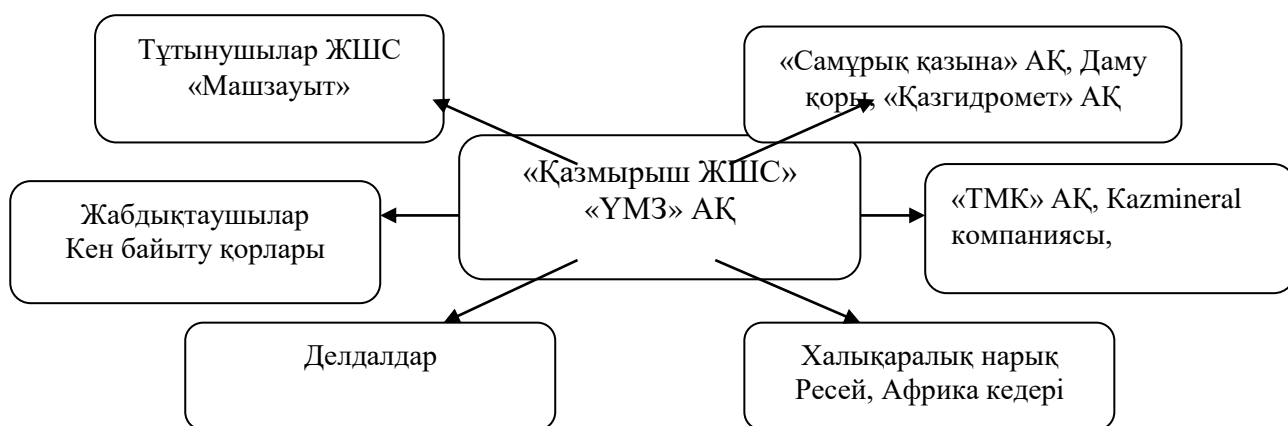 Тұтынушылар ЖШС
«Машзауыт»
«Самұрық қазына» АҚ, Даму
қоры, «Қазгидромет» АҚ
«Қазмырыш ЖШС»
«ҮМЗ» АҚ
Жабдықтаушылар
Кен байыту қорлары
«ТМК» АҚ, Kazmineral
компаниясы,
Делдалдар
Халықаралық нарық
Ресей, Африка кедері